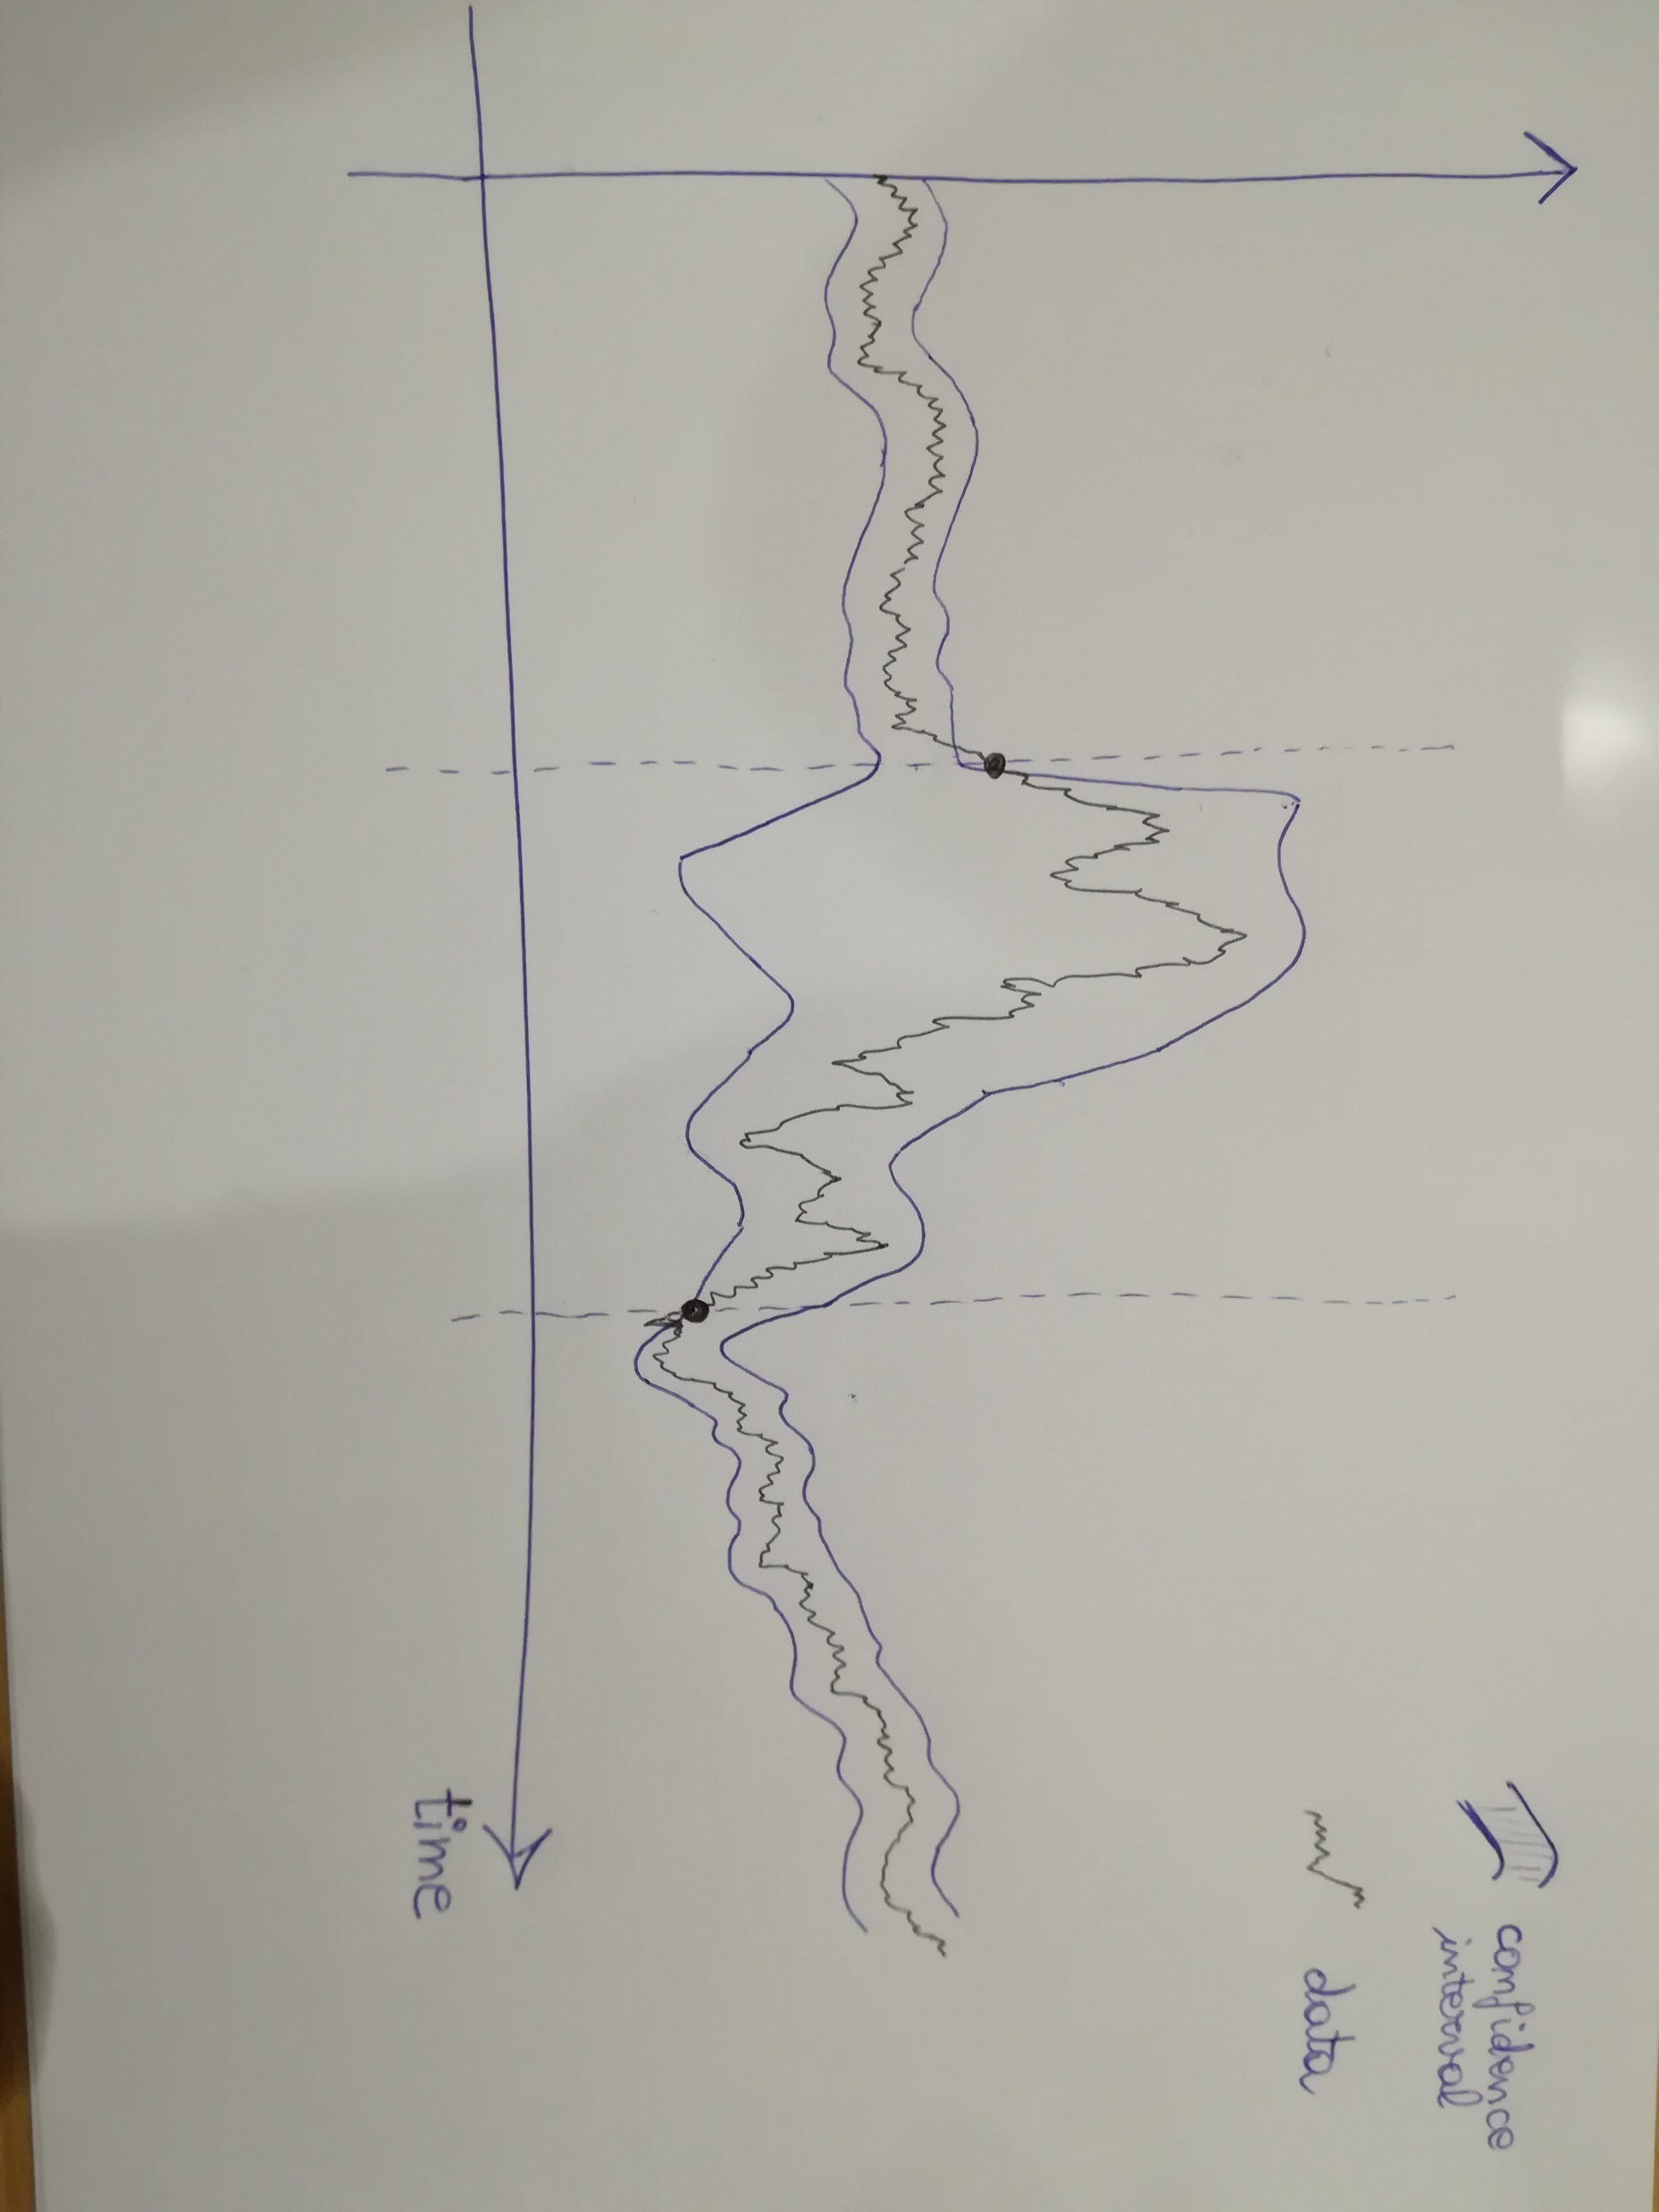 confidence
interval
data
time